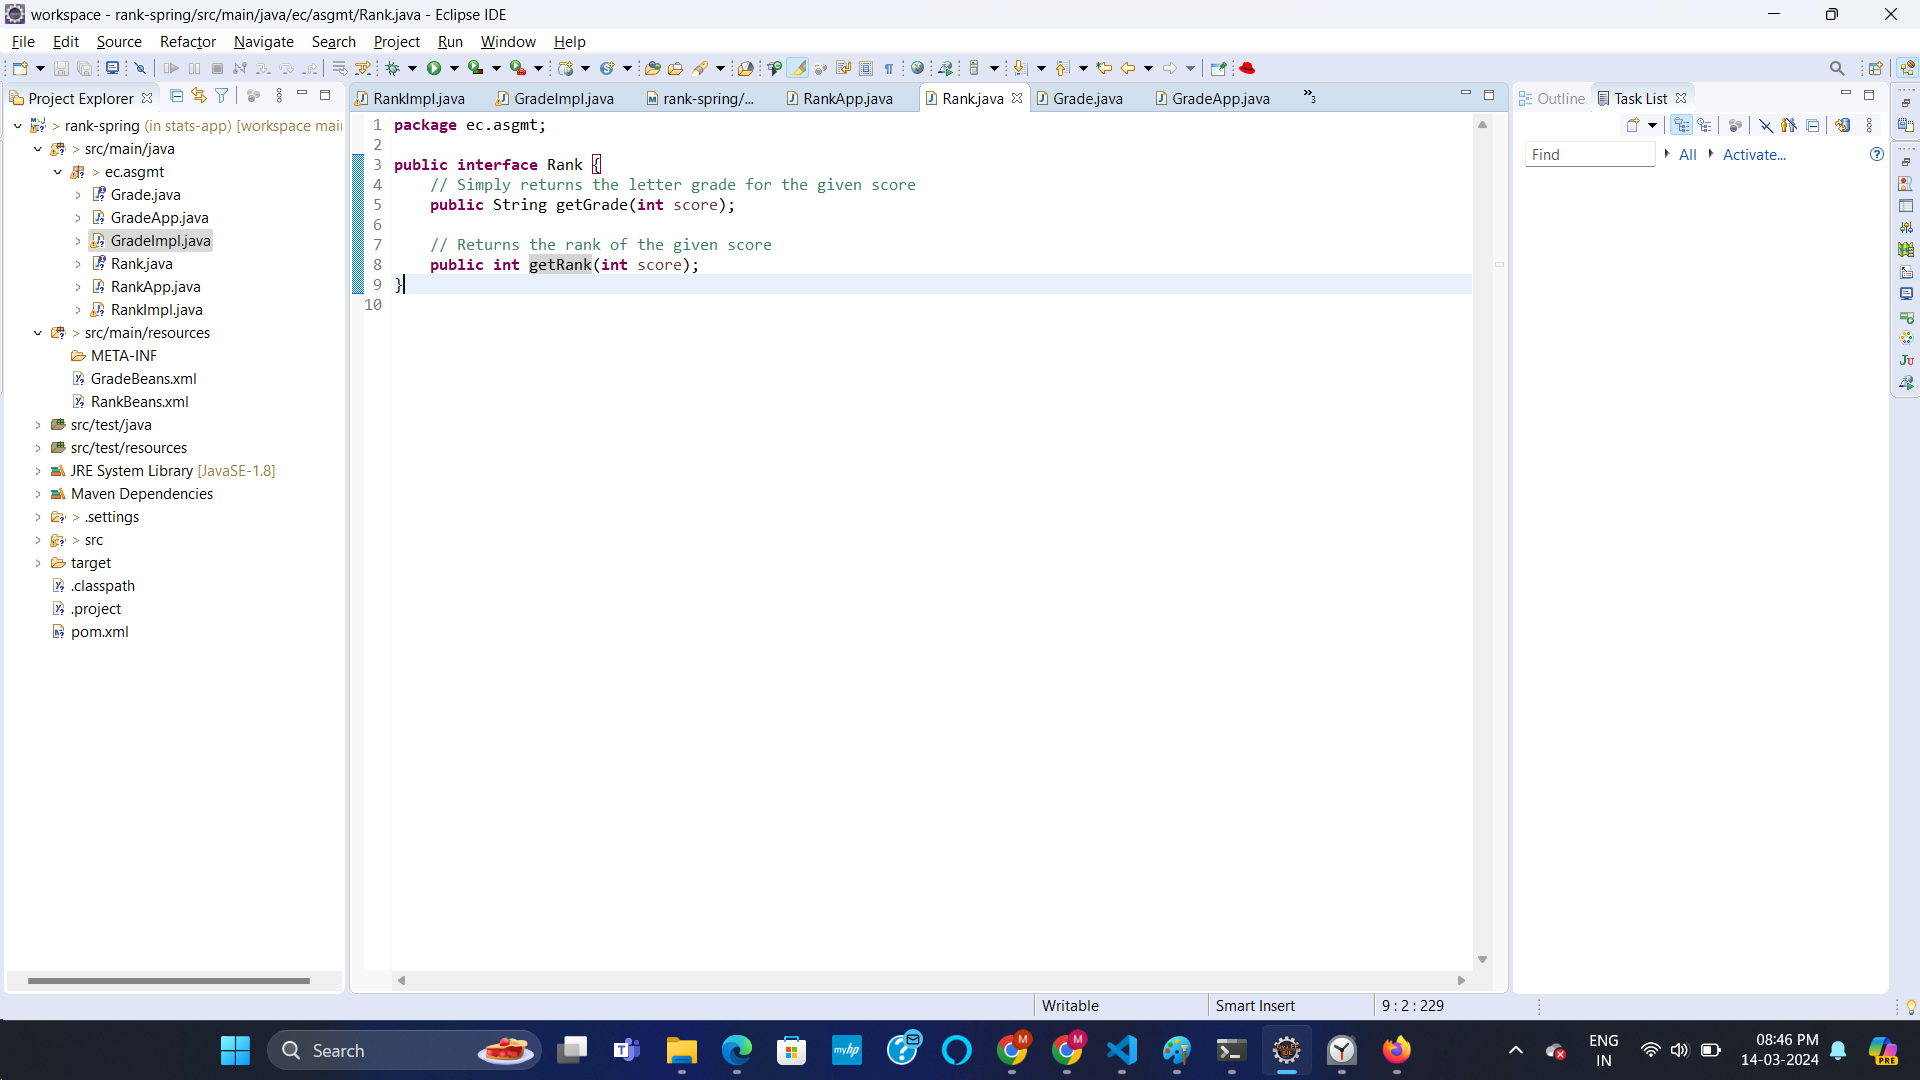 workspace - rank-spring/src/main/java/ec/asgmt/Rank.java - Eclipse IDE
File Edit Source Refactor Navigate Search Project Run Window Help
Project Explorer
rank-spring (in stats-app) [workspace mai
> src/main/java
> ec.asgmt
Grade.java
GradeApp.java
GradeImpl.java
Rank.java
RankApp.java
RankImpl.java
> src/main/resources
META-INF
GradeBeans.xml
RankBeans.xml
src/test/java
src/test/resources
JRE System Library [JavaSE-1.8]
Maven Dependencies
> .settings
> src
target
.classpath
.project
pom.xml
RankImpl.java GradeImpl.java rank-spring/... RankApp.java Rank.java Grade.java GradeApp.java »3
1 package ec.asgmt;
2
3 public interface Rank {
4 // Simply returns the letter grade for the given score
5 public String getGrade(int score);
6
7 // Returns the rank of the given score
8 public int getRank(int score);
9 }
10
Outline Task List
Find All Activate...
Ju
Writable Smart Insert 9 : 2 : 229
Search
myhp
M
M
PRE
ENG
IN
08:46 PM
14-03-2024